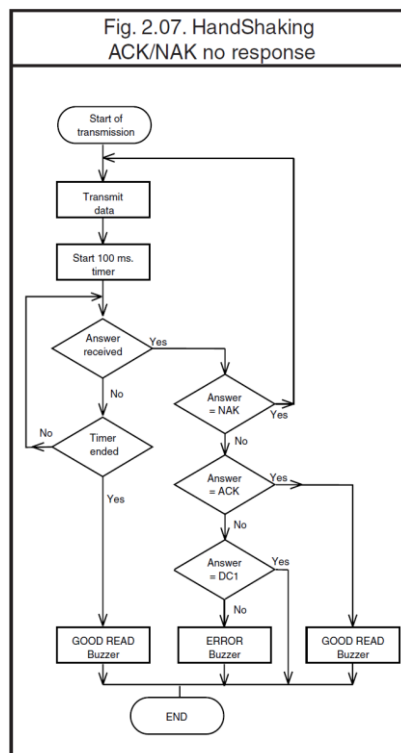 Fig. 2.07. HandShaking
ACK/NAK no response
Start of
transmission
Transmit
data
Start 100 ms.
timer
Answer
received
Yes
No
Answer
= NAK
Yes
No
Timer
ended
No
Yes
Answer
= ACK
Yes
No
Answer
= DC1
Yes
No
GOOD READ
Buzzer
ERROR
Buzzer
GOOD READ
Buzzer
END